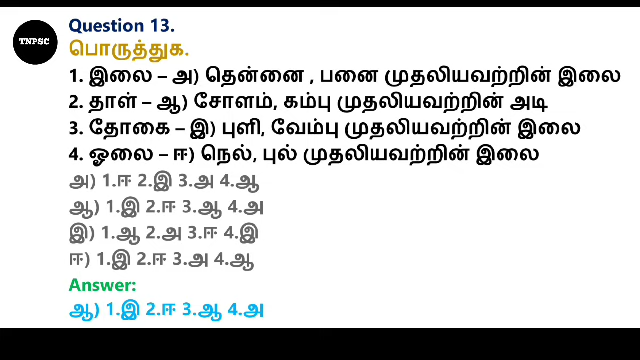 TNPSC
Question 13.
பொருத்துக.
1. இலை – அ) தென்னை , பனை முதலியவற்றின் இலை
2. தாள் – ஆ) சோளம், கம்பு முதலியவற்றின் அடி
3. தோகை – இ) புளி, வேம்பு முதலியவற்றின் இலை
4. ஓலை – ஈ) நெல், புல் முதலியவற்றின் இலை
அ) 1.ஈ 2.இ 3.அ 4.ஆ
ஆ) 1.இ 2.ஈ 3.ஆ 4.அ
இ) 1.ஆ 2.அ 3.ஈ 4.இ
ஈ) 1.இ 2.ஈ 3.அ 4.ஆ
Answer:
ஆ) 1.இ 2.ஈ 3.ஆ 4.அ